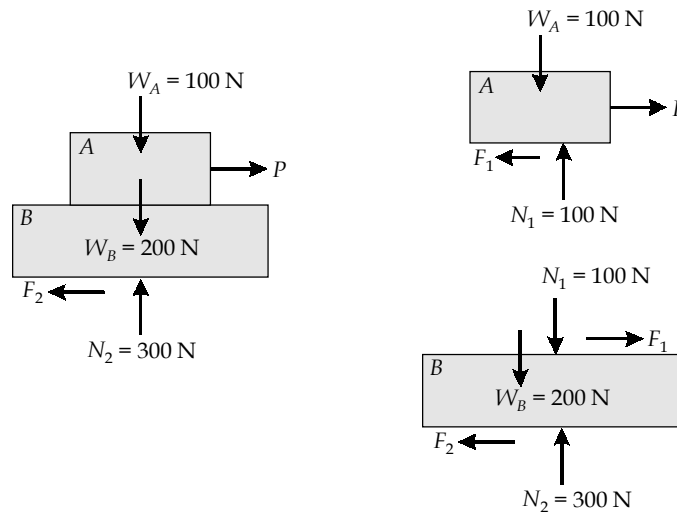 W_A = 100 N
A
P
B
W_B = 200 N
F_2
N_2 = 300 N
W_A = 100 N
A
F_1
N_1 = 100 N
N_1 = 100 N
F_1
B
W_B = 200 N
F_2
N_2 = 300 N